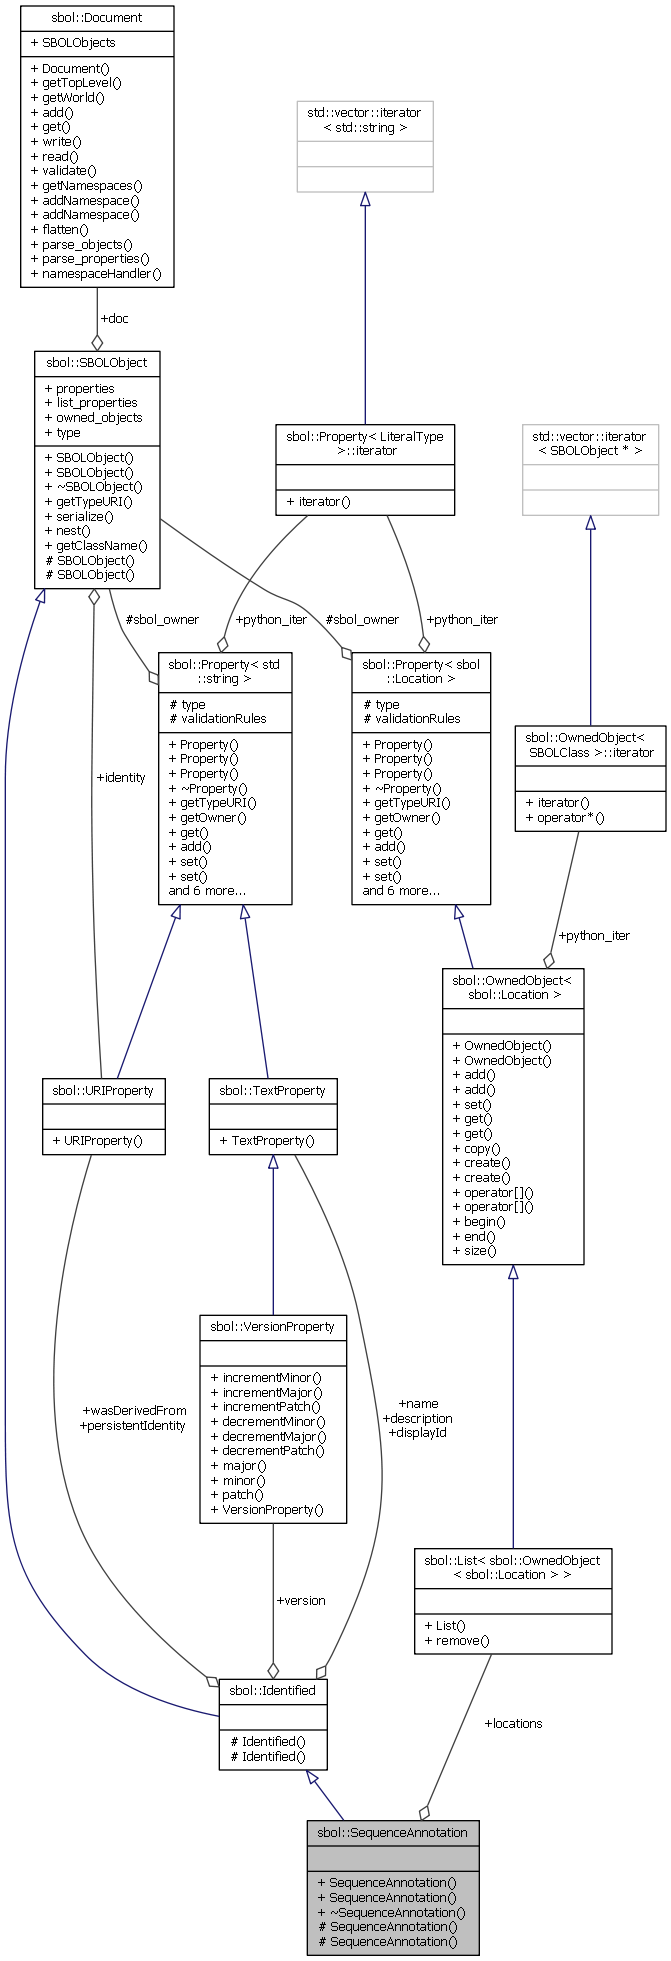 sbol::Document
+ SBOLObjects
+ Document()
+ getTopLevel()
+ getWorld()
+ add()
+ get()
+ write()
+ read()
+ validate()
+ getNamespaces()
+ addNamespace()
+ addNamespace()
+ flatten()
+ parse_objects()
+ parse_properties()
+ namespaceHandler()
std::vector::iterator
< std::string >
+doc
sbol::SBOLObject
+ properties
+ list_properties
+ owned_objects
+ type
+ SBOLObject()
+ SBOLObject()
+ ~SBOLObject()
+ getTypeURI()
+ serialize()
+ nest()
+ getClassName()
# SBOLObject()
# SBOLObject()
sbol::Property< LiteralType
>::iterator
+ iterator()
std::vector::iterator
< SBOLObject * >
#sbol_owner
+python_iter
#sbol_owner
+python_iter
sbol::Property< std
::string >
# type
# validationRules
+ Property()
+ Property()
+ Property()
+ ~Property()
+ getTypeURI()
+ getOwner()
+ get()
+ add()
+ set()
+ set()
and 6 more...
sbol::Property< sbol
::Location >
# type
# validationRules
+ Property()
+ Property()
+ Property()
+ ~Property()
+ getTypeURI()
+ getOwner()
+ get()
+ add()
+ set()
+ set()
and 6 more...
sbol::OwnedObject<
SBOLClass >::iterator
+ iterator()
+ operator*()
+identity
+python_iter
sbol::OwnedObject<
sbol::Location >
+ OwnedObject()
+ OwnedObject()
+ add()
+ add()
+ set()
+ get()
+ get()
+ copy()
+ create()
+ create()
+ operator[]()
+ operator[]()
+ begin()
+ end()
+ size()
sbol::URIProperty
+ URIProperty()
sbol::TextProperty
+ TextProperty()
sbol::VersionProperty
+ incrementMinor()
+ incrementMajor()
+ incrementPatch()
+ decrementMinor()
+ decrementMajor()
+ decrementPatch()
+ major()
+ minor()
+ patch()
+ VersionProperty()
+wasDerivedFrom
+persistentIdentity
+name
+description
+displayId
sbol::List< sbol::OwnedObject
< sbol::Location > >
+ List()
+ remove()
+version
sbol::Identified
# Identified()
# Identified()
+locations
sbol::SequenceAnnotation
+ SequenceAnnotation()
+ SequenceAnnotation()
+ ~SequenceAnnotation()
# SequenceAnnotation()
# SequenceAnnotation()